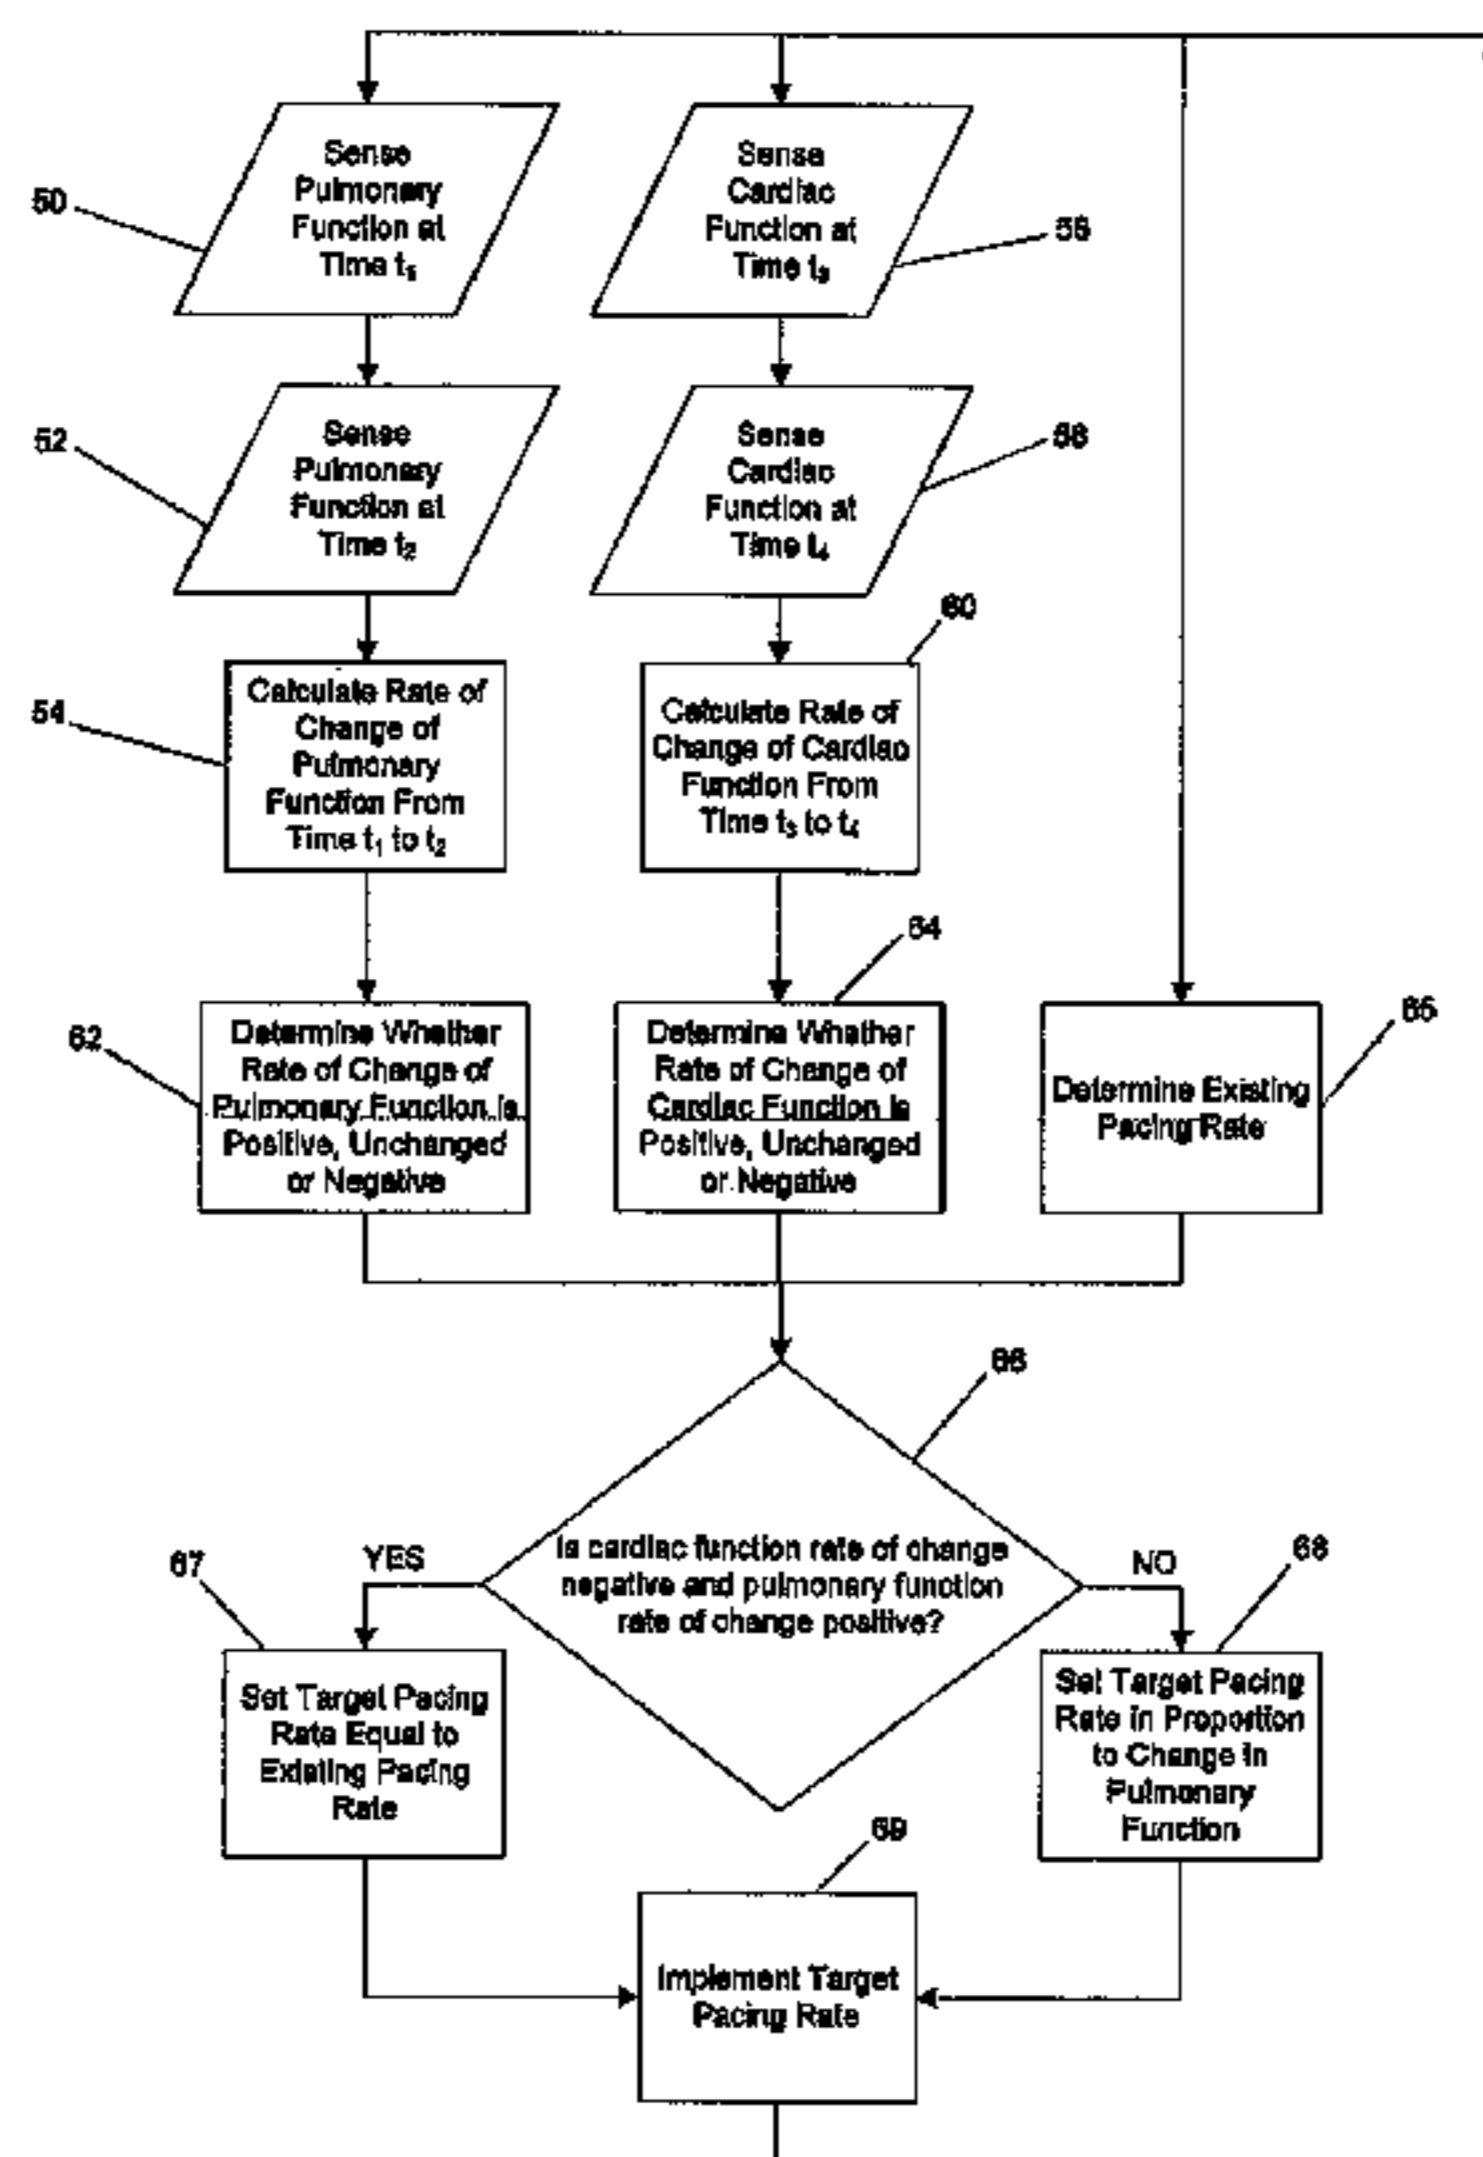 Sense
Pulmonary
Function at
Time t₁
50
Sense
Cardiac
Function at
Time t₃
56
Sense
Pulmonary
Function at
Time t₂
52
Sense
Cardiac
Function at
Time t₄
58
Calculate Rate of
Change of
Pulmonary
Function From
Time t₁ to t₂
54
Calculate Rate of
Change of Cardiac
Function From
Time t₃ to t₄
60
Determine Whether
Rate of Change of
Pulmonary Function is
Positive, Unchanged
or Negative
62
Determine Whether
Rate of Change of
Cardiac Function is
Positive, Unchanged
or Negative
64
Determine Existing
Pacing Rate
65
Is cardiac function rate of change
negative and pulmonary function
rate of change positive?
66
YES
NO
67
Set Target Pacing
Rate Equal to
Existing Pacing
Rate
68
Set Target Pacing
Rate in Proportion
to Change in
Pulmonary
Function
69
Implement Target
Pacing Rate